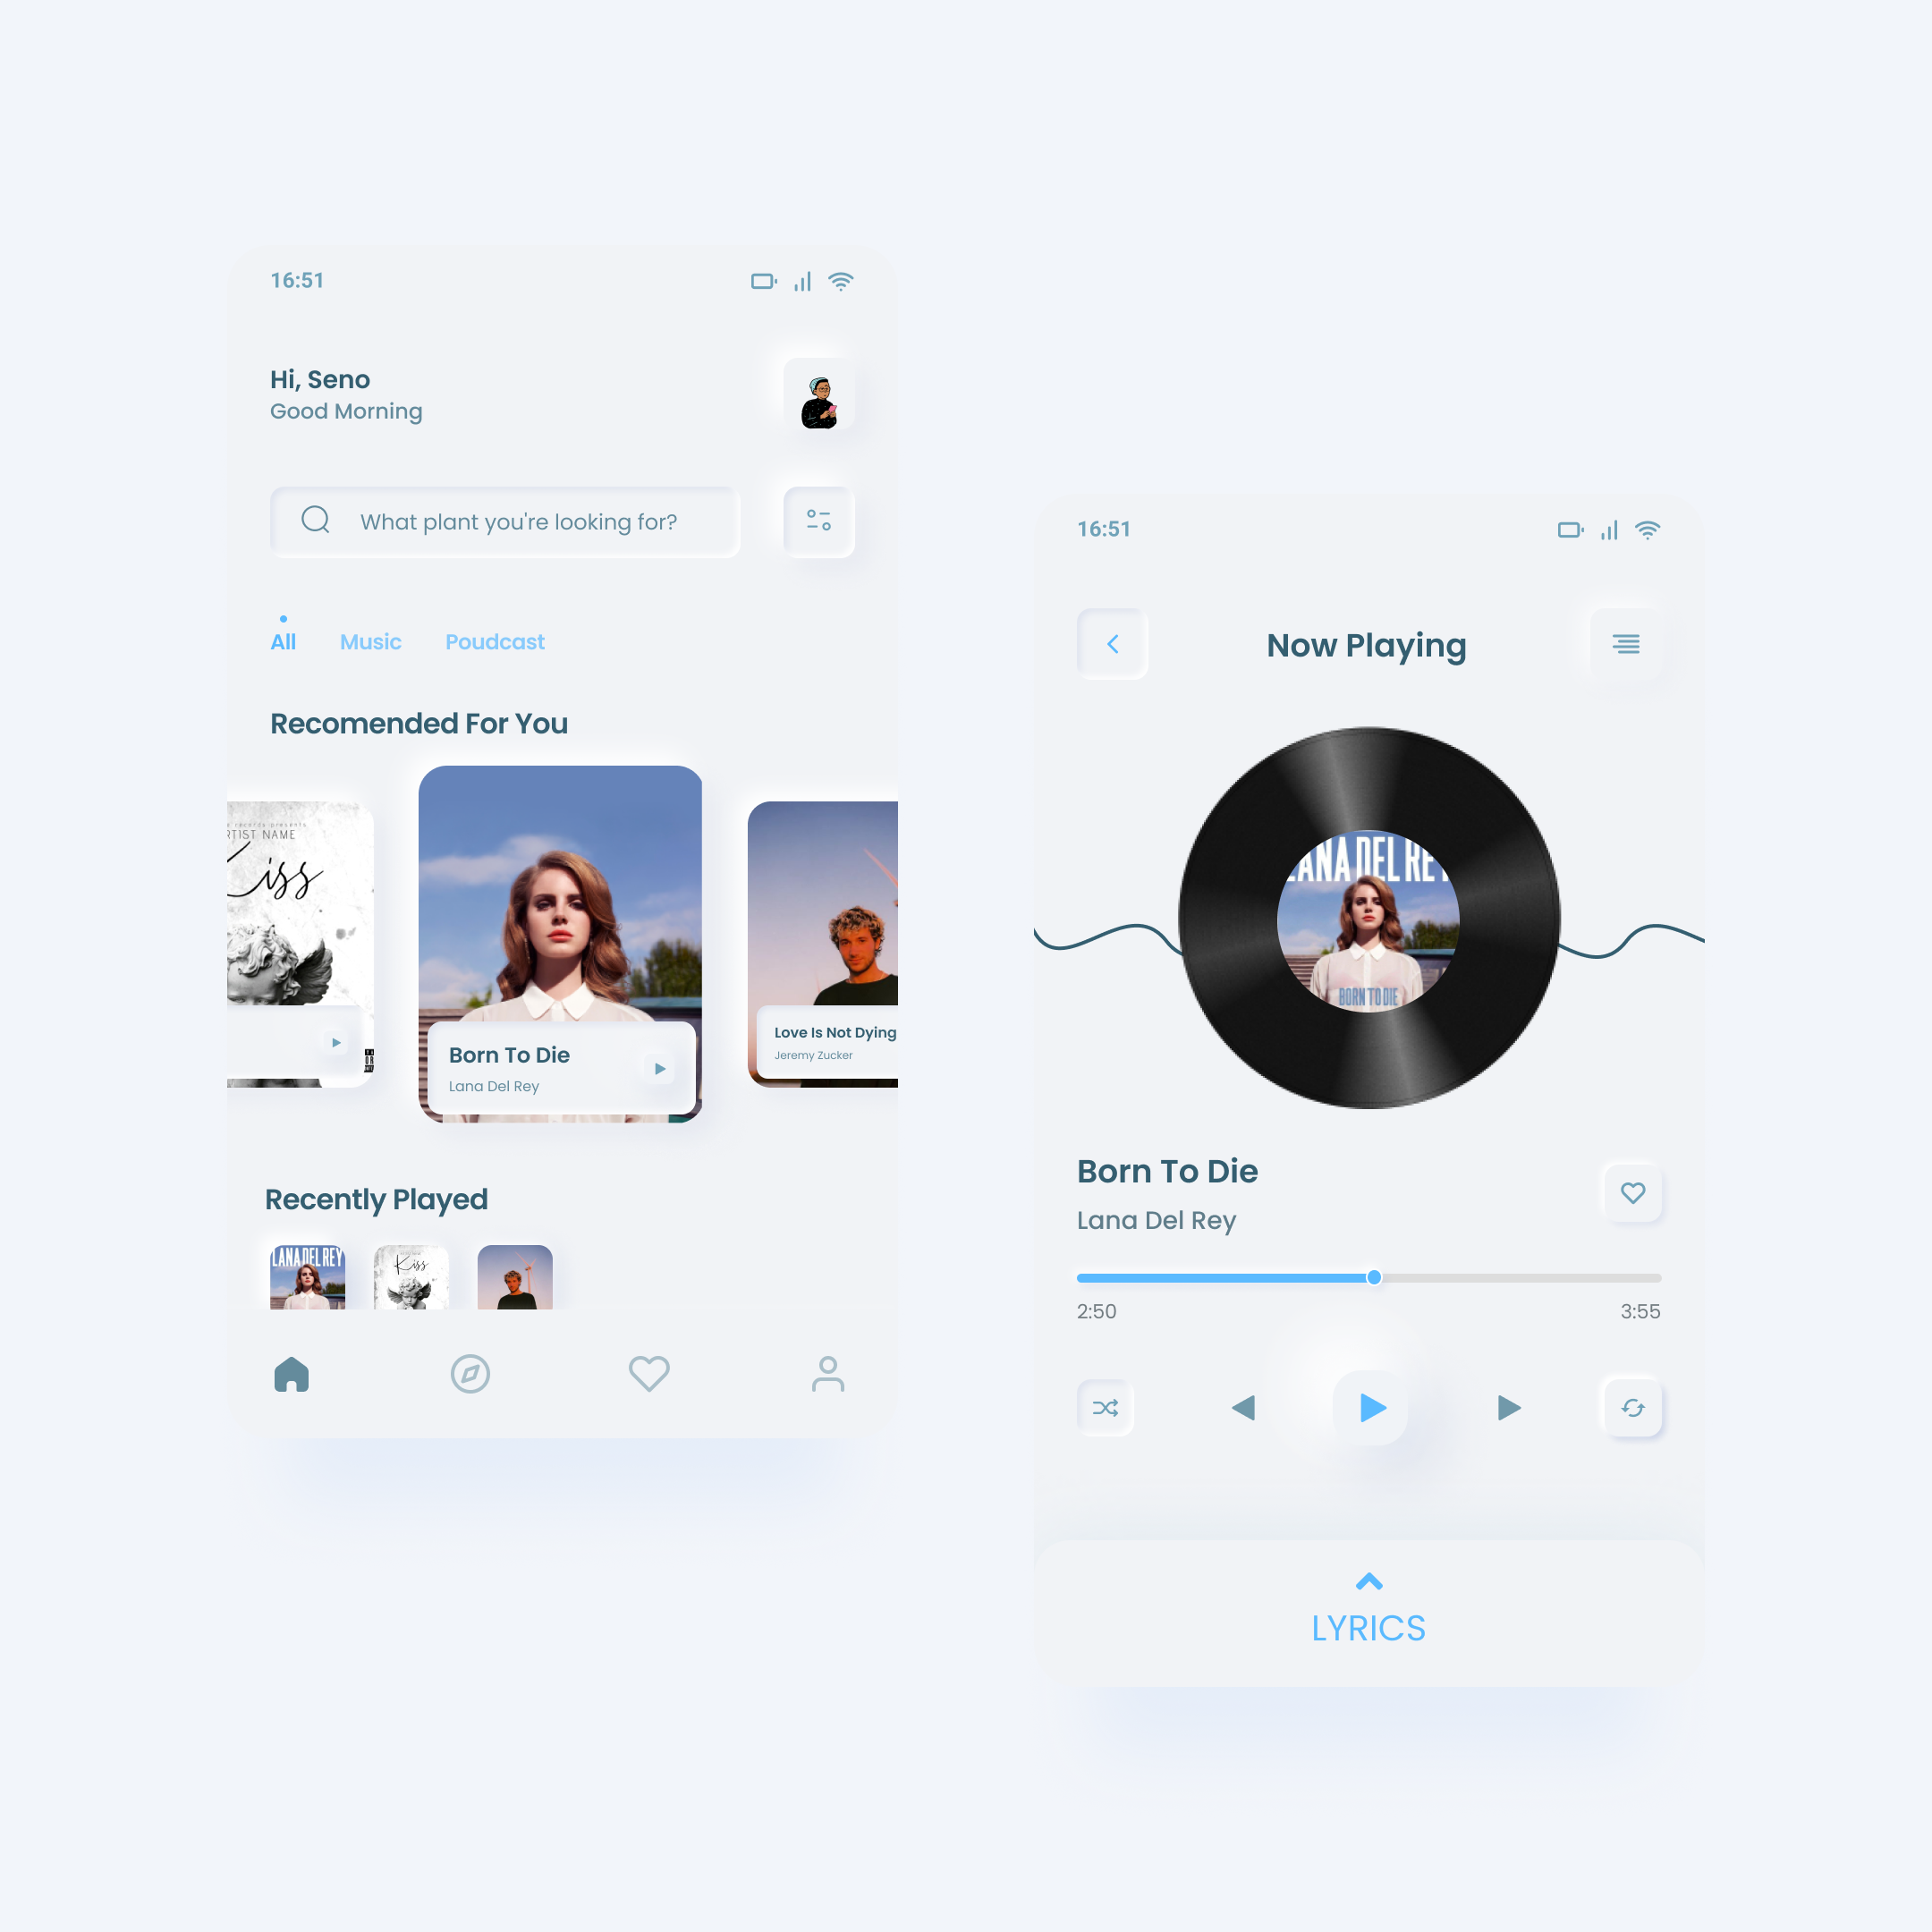 16:51
Hi, Seno
Good Morning
What plant you're looking for?
All
Music
Poudcast
Recomended For You
ARTIST NAME
Kiss
Born To Die
Lana Del Rey
Love Is Not Dying
Jeremy Zucker
Recently Played
LANA DEL REY
Kiss
16:51
Now Playing
LANA DEL REY
BORN TO DIE
Born To Die
Lana Del Rey
2:50
3:55
LYRICS